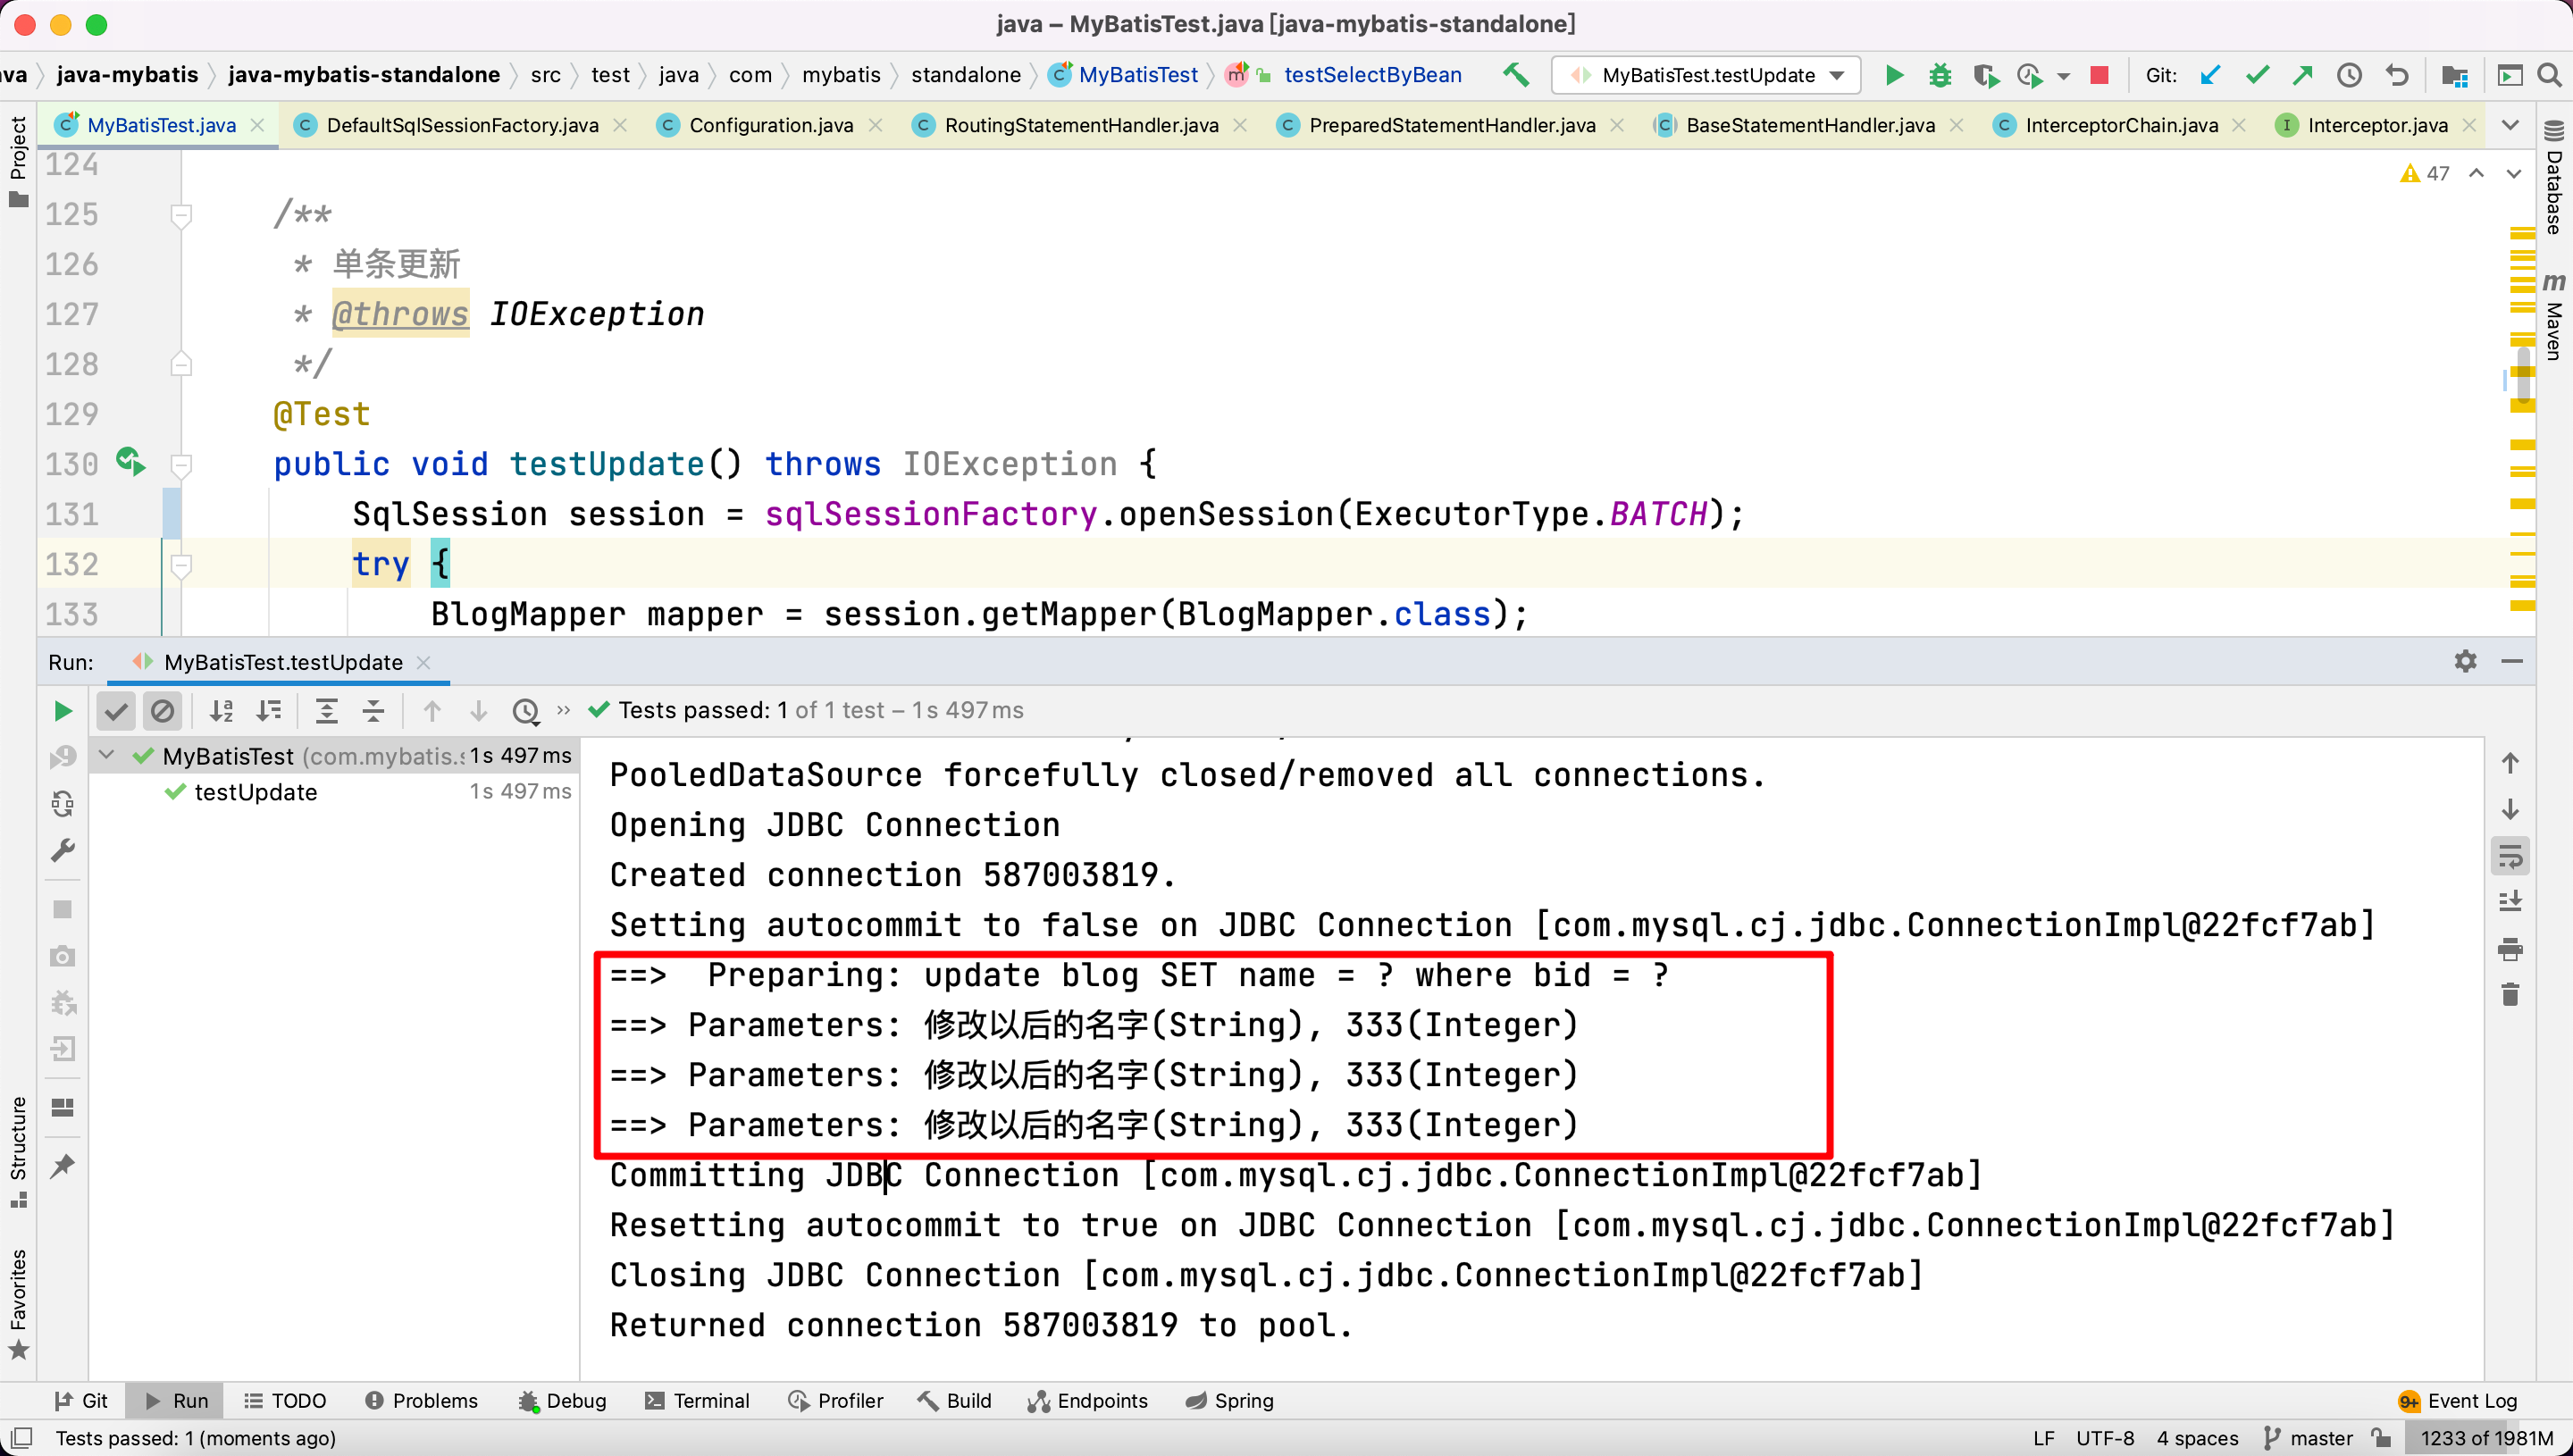 java – MyBatisTest.java [java-mybatis-standalone]
java-mybatis java-mybatis-standalone src test java com mybatis standalone MyBatisTest testSelectByBean MyBatisTest.testUpdate Git:
MyBatisTest.java DefaultSqlSessionFactory.java Configuration.java RoutingStatementHandler.java PreparedStatementHandler.java BaseStatementHandler.java InterceptorChain.java Interceptor.java
Project
Database
Maven
47
124
125 /**
126 * 单条更新
127 * @throws IOException
128 */
129 @Test
130 public void testUpdate() throws IOException {
131 SqlSession session = sqlSessionFactory.openSession(ExecutorType.BATCH);
132 try {
133 BlogMapper mapper = session.getMapper(BlogMapper.class);
Run: MyBatisTest.testUpdate
Tests passed: 1 of 1 test – 1 s 497 ms
MyBatisTest (com.mybatis.s 1 s 497 ms
testUpdate 1 s 497 ms
PooledDataSource forcefully closed/removed all connections.
Opening JDBC Connection
Created connection 587003819.
Setting autocommit to false on JDBC Connection [com.mysql.cj.jdbc.ConnectionImpl@22fcf7ab]
==>  Preparing: update blog SET name = ? where bid = ?
==> Parameters: 修改以后的名字(String), 333(Integer)
==> Parameters: 修改以后的名字(String), 333(Integer)
==> Parameters: 修改以后的名字(String), 333(Integer)
Committing JDBC Connection [com.mysql.cj.jdbc.ConnectionImpl@22fcf7ab]
Resetting autocommit to true on JDBC Connection [com.mysql.cj.jdbc.ConnectionImpl@22fcf7ab]
Closing JDBC Connection [com.mysql.cj.jdbc.ConnectionImpl@22fcf7ab]
Returned connection 587003819 to pool.
Structure
Favorites
Git Run TODO Problems Debug Terminal Profiler Build Endpoints Spring 9+ Event Log
Tests passed: 1 (moments ago) LF UTF-8 4 spaces master 1233 of 1981M